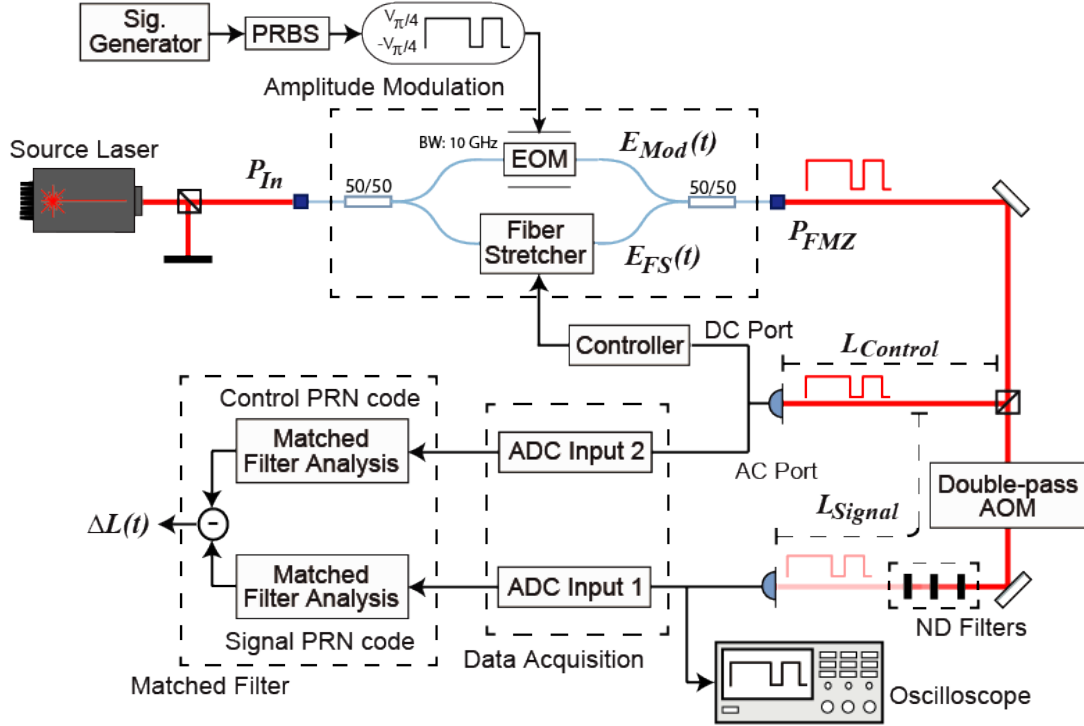 Sig.
Generator
PRBS
Vπ/4
-Vπ/4
Amplitude Modulation
Source Laser
P_In
50/50
BW: 10 GHz
EOM
E_Mod(t)
50/50
Fiber
Stretcher
E_FS(t)
P_FMZ
Controller
DC Port
L_Control
Control PRN code
Matched
Filter Analysis
ADC Input 2
AC Port
Double-pass
AOM
L_Signal
ΔL(t)
-
Matched
Filter Analysis
ADC Input 1
Signal PRN code
ND Filters
Matched Filter
Data Acquisition
Oscilloscope